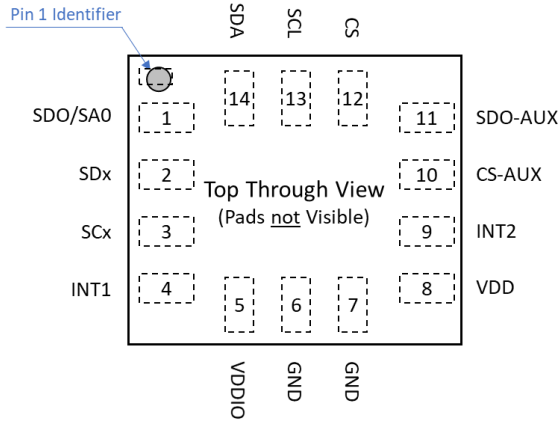 Pin 1 Identifier
SDA
SCL
CS
14
13
12
SDO/SA0
1
11
SDO-AUX
SDx
2
10
CS-AUX
Top Through View
(Pads not Visible)
SCx
3
9
INT2
INT1
4
8
VDD
5
6
7
VDDIO
GND
GND